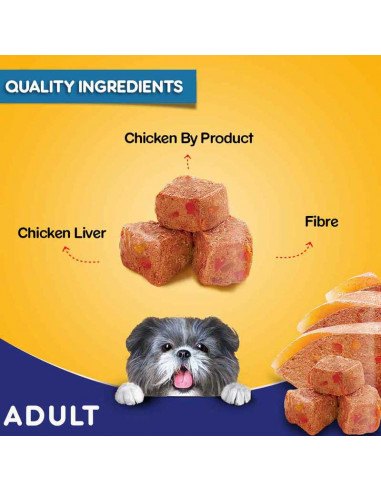 QUALITY INGREDIENTS
Chicken By Product
Chicken Liver
Fibre
ADULT